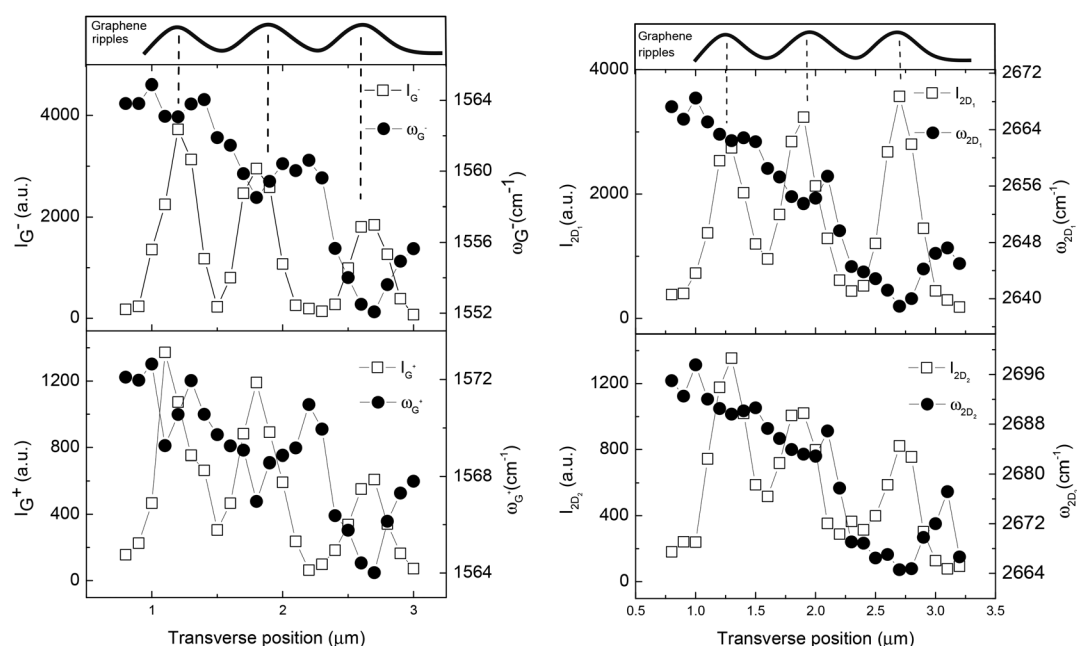 Graphene
ripples
4000
2000
0
I_G^- (a.u.)
I_G^-
ω_G^-
1564
1560
1556
1552
ω_G^- (cm^-1)
1200
800
400
0
I_G^+ (a.u.)
I_G^+
ω_G^+
1572
1568
1564
ω_G^+ (cm^-1)
1 2 3
Transverse position (μm)
Graphene
ripples
4000
2000
0
I_2D_1 (a.u.)
I_2D_1
ω_2D_1
2672
2664
2656
2648
2640
ω_2D_1 (cm^-1)
1200
800
400
0
I_2D_2 (a.u.)
I_2D_2
ω_2D_2
2696
2688
2680
2672
2664
ω_2D (cm^-1)
0.5 1.0 1.5 2.0 2.5 3.0 3.5
Transverse position (μm)